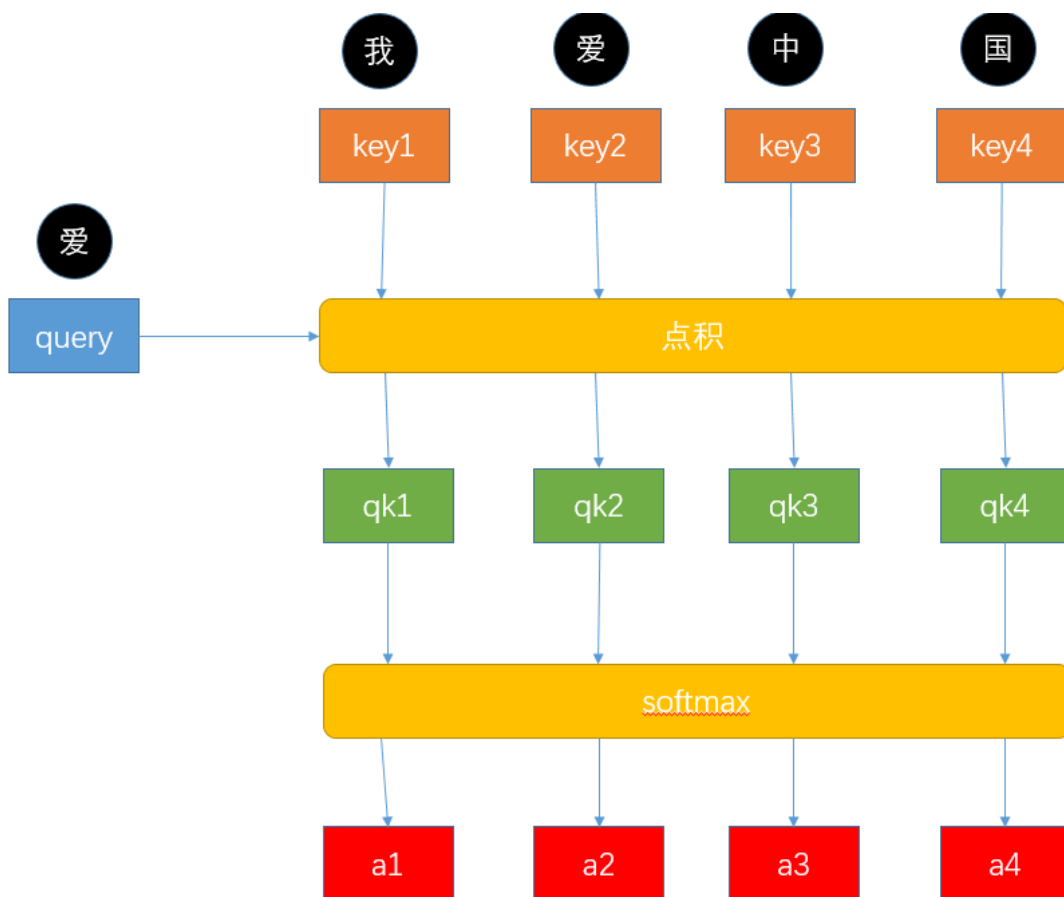 我 爱 中 国
key1 key2 key3 key4
爱
query
点积
qk1 qk2 qk3 qk4
softmax
a1 a2 a3 a4